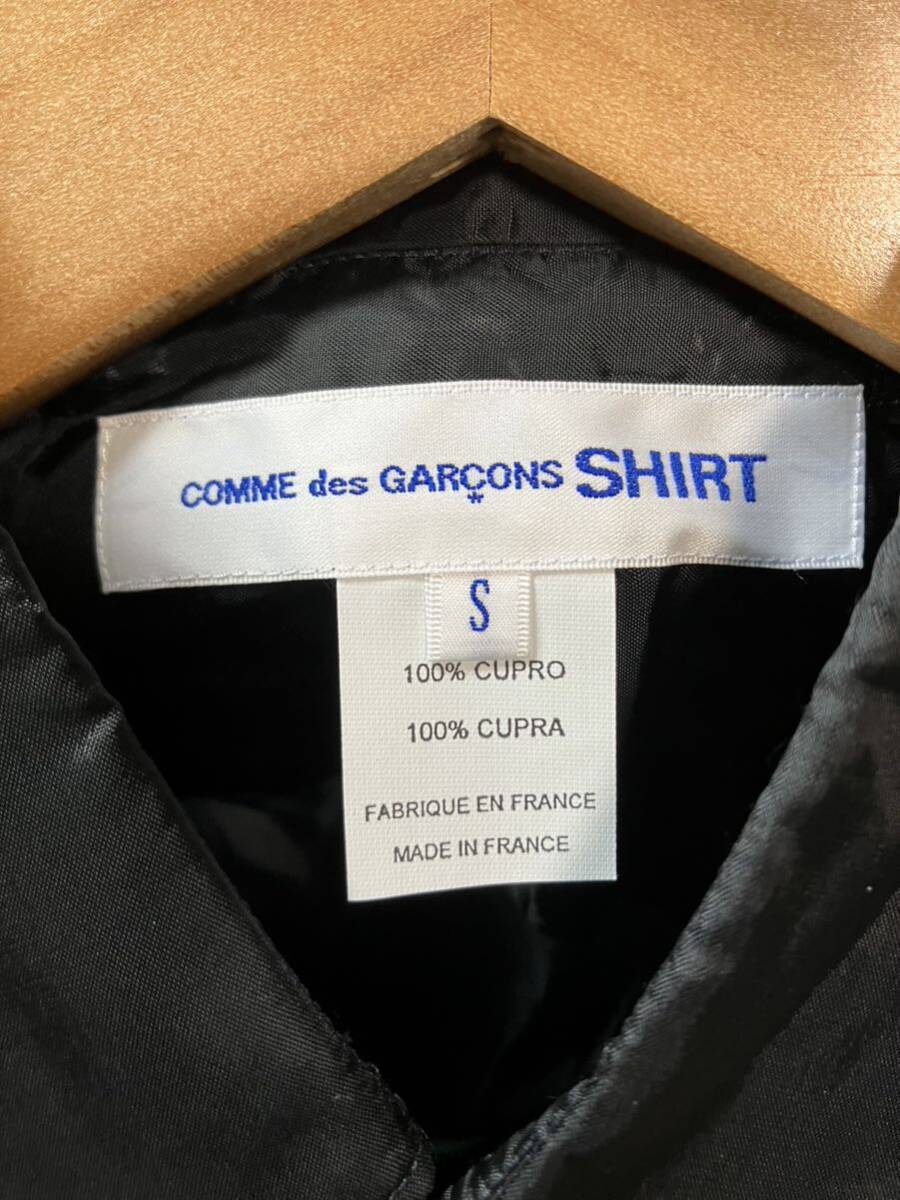 COMME des GARÇONS SHIRT
S
100% CUPRO
100% CUPRA
FABRIQUE EN FRANCE
MADE IN FRANCE